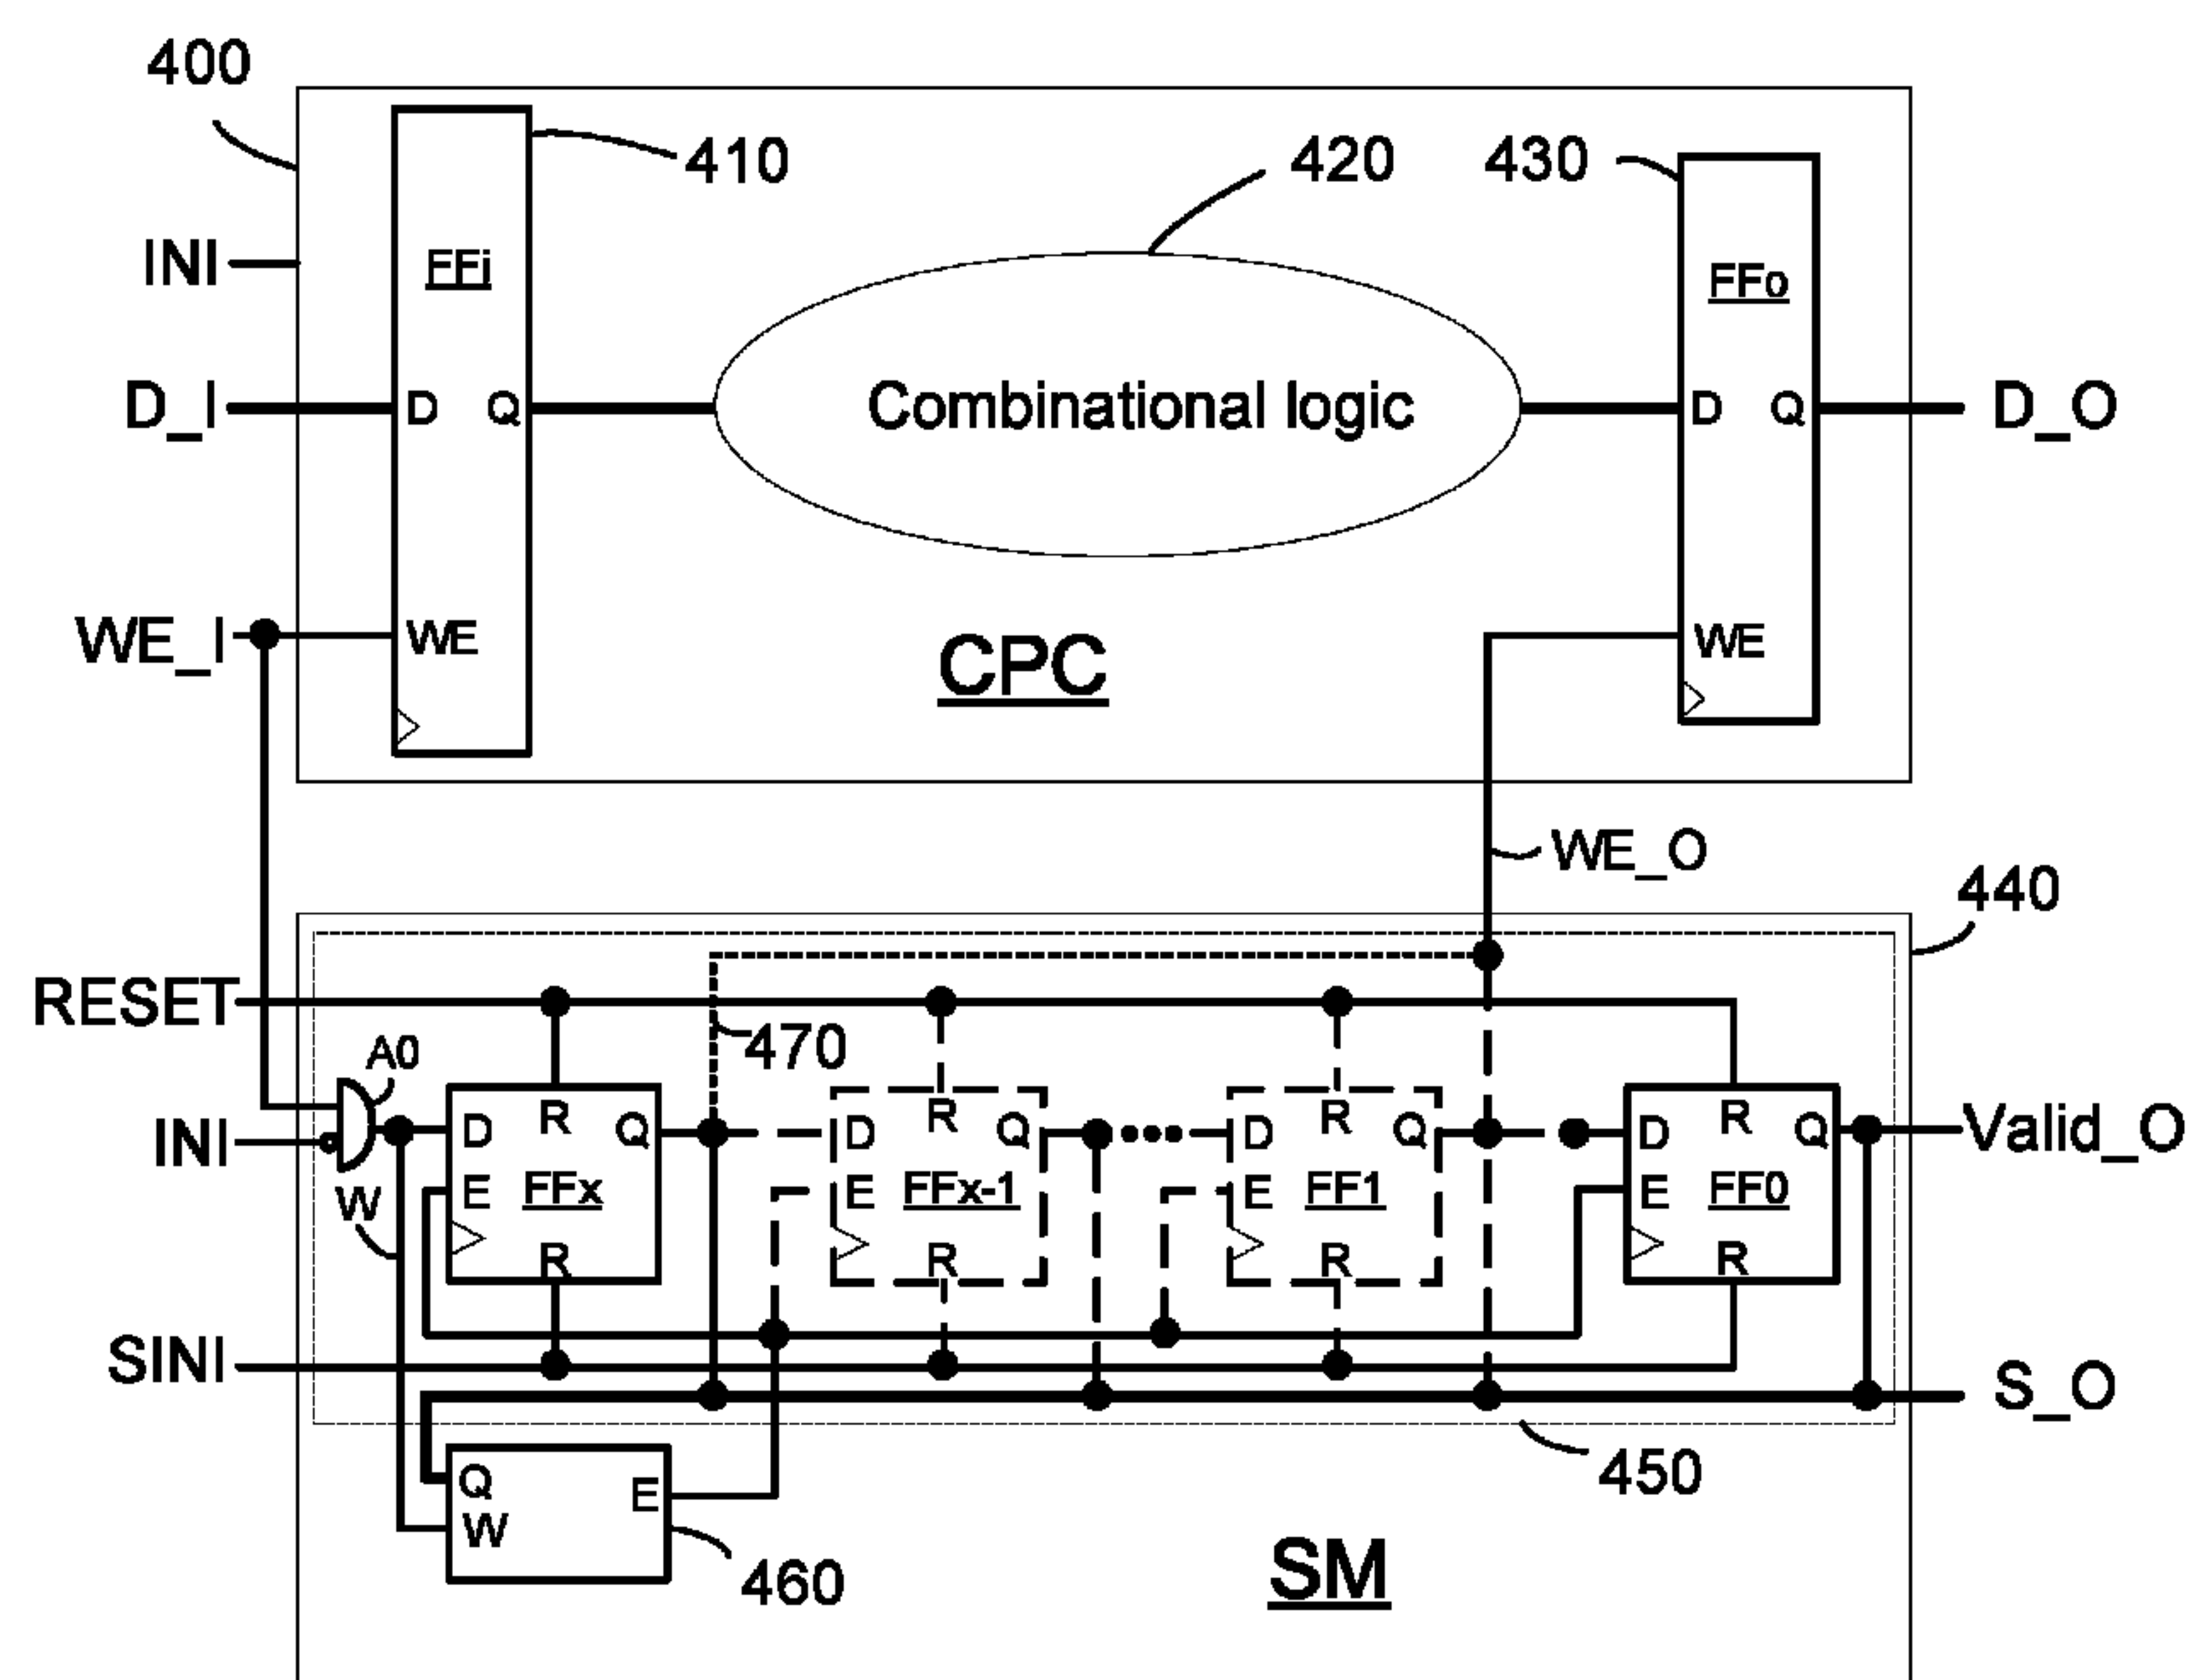 400
410
420
430
INI
FFi
FFo
D_I
D Q
Combinational logic
D Q
D_O
WE_I
WE
WE
CPC
WE_O
440
RESET
A0
470
INI
D R Q
D R Q
D R Q
D R Q
Valid_O
W
E FFx
E FFx-1
E FF1
E FF0
R
R
R
R
SINI
S_O
Q E
W
450
460
SM